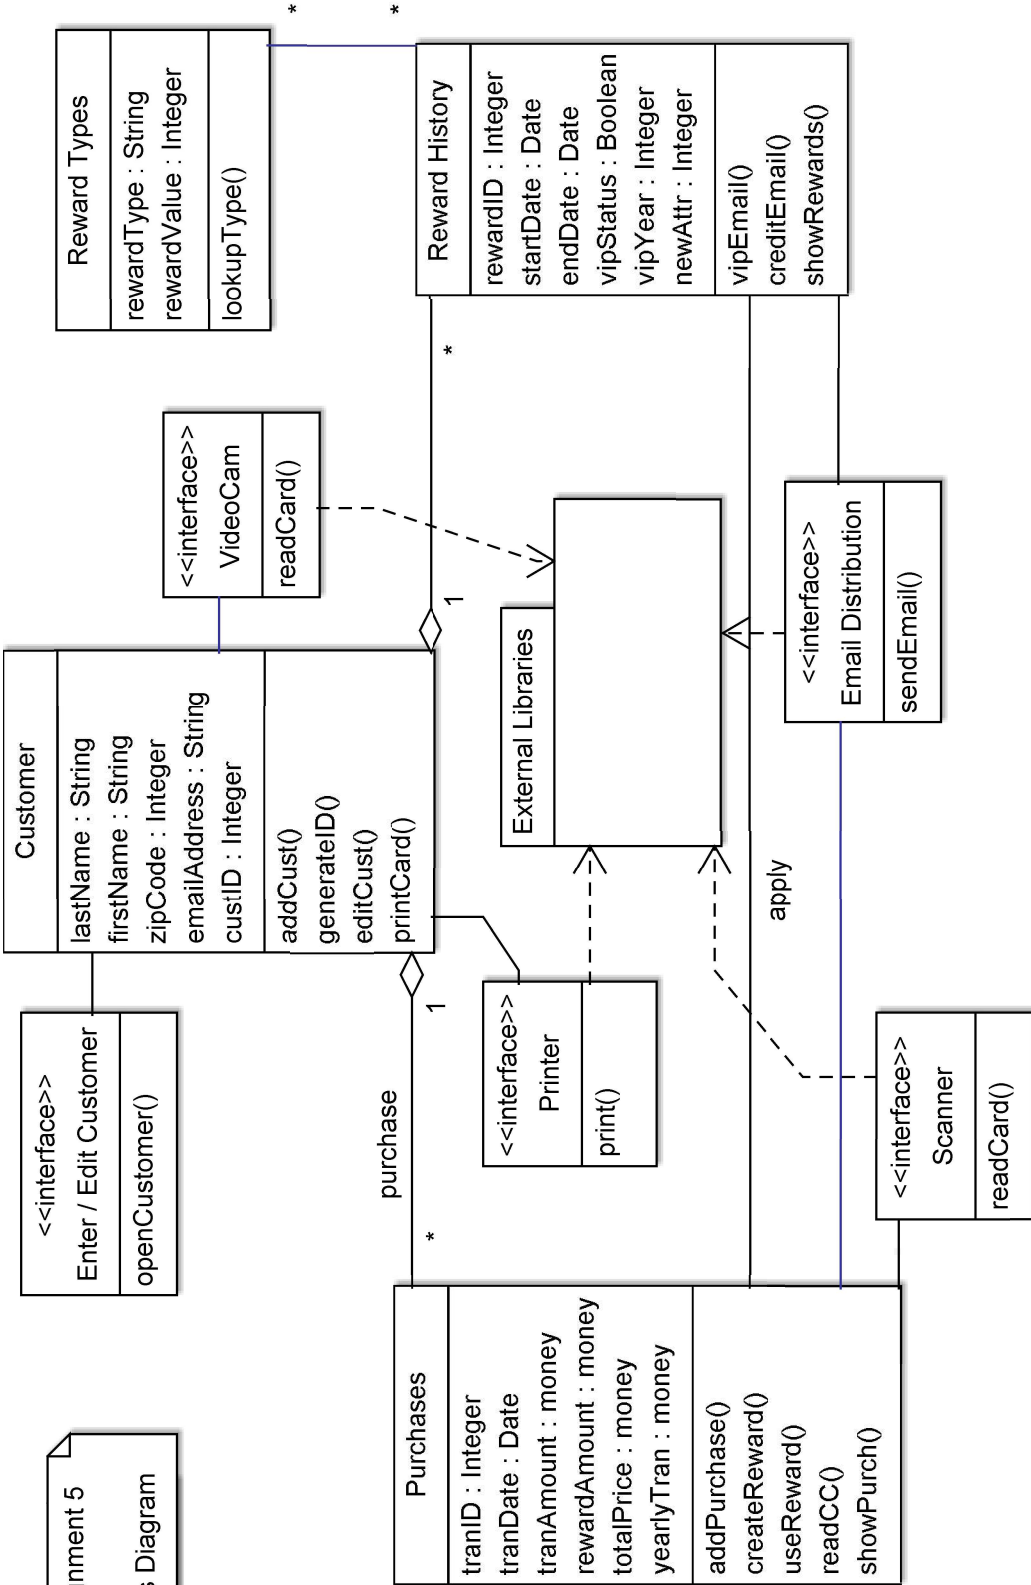 nment 5
s Diagram
<<interface>>
Enter / Edit Customer
openCustomer()
Customer
lastName : String
firstName : String
zipCode : Integer
emailAddress : String
custID : Integer
addCust()
generateID()
editCust()
printCard()
<<interface>>
VideoCam
readCard()
Reward Types
rewardType : String
rewardValue : Integer
lookupType()
*
*
Purchases
tranID : Integer
tranDate : Date
tranAmount : money
rewardAmount : money
totalPrice : money
yearlyTran : money
addPurchase()
createReward()
useReward()
readCC()
showPurch()
purchase
*
1
1
*
<<interface>>
Printer
print()
External Libraries
Reward History
rewardID : Integer
startDate : Date
endDate : Date
vipStatus : Boolean
vipYear : Integer
newAttr : Integer
vipEmail()
creditEmail()
showRewards()
apply
<<interface>>
Scanner
readCard()
<<interface>>
Email Distribution
sendEmail()